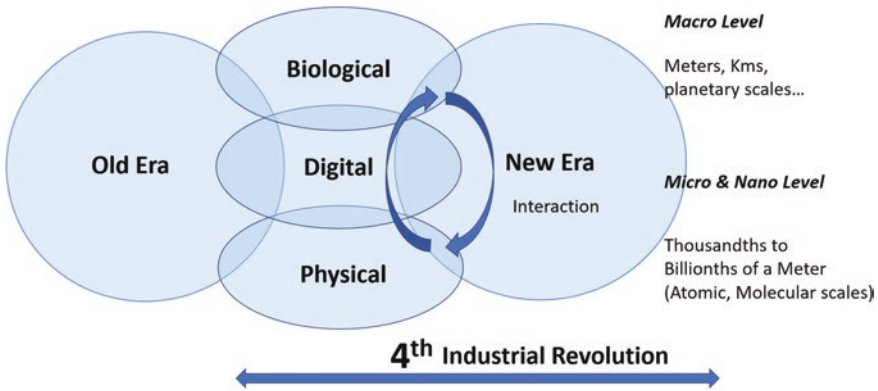 Biological
Old Era
Digital
New Era
Interaction
Physical
Macro Level
Meters, Kms,
planetary scales...
Micro & Nano Level
Thousandths to
Billionths of a Meter
(Atomic, Molecular scales)
4th Industrial Revolution